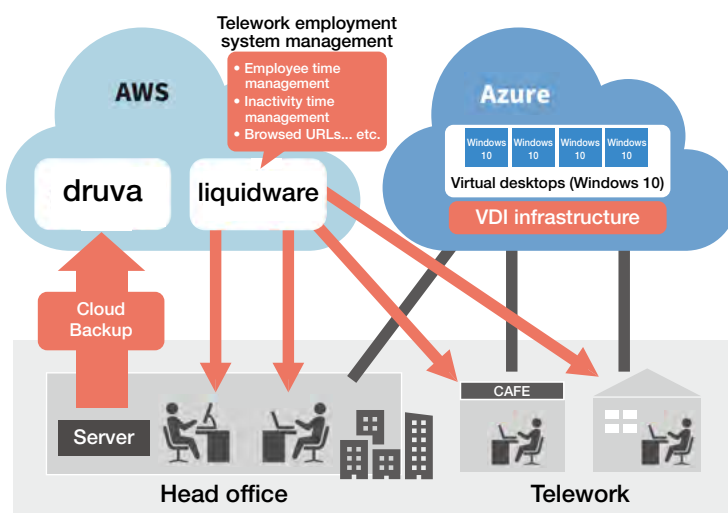 Telework employment
system management
• Employee time
management
• Inactivity time
management
• Browsed URLs... etc.
AWS
Azure
druva
liquidware
Windows
10
Windows
10
Windows
10
Windows
10
Virtual desktops (Windows 10)
VDI infrastructure
Cloud
Backup
Server
CAFE
Head office
Telework